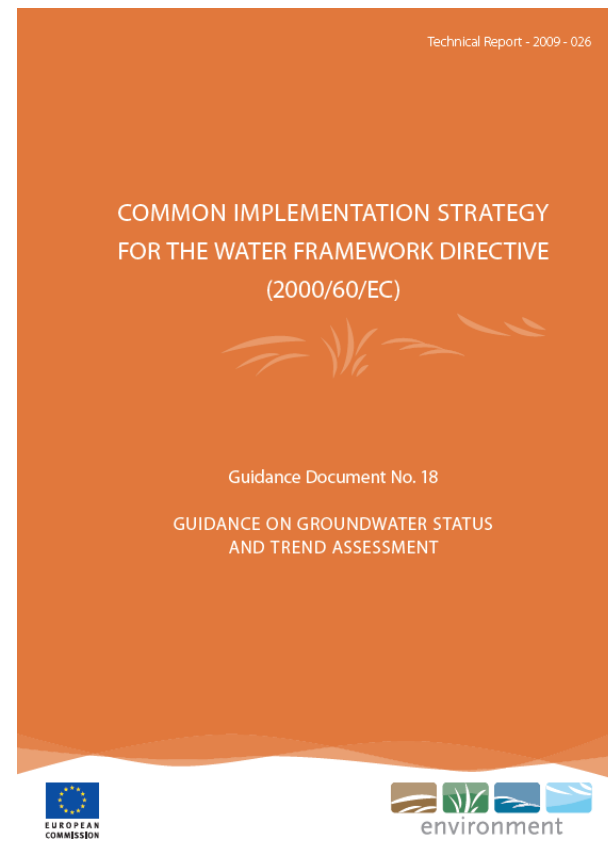 Technical Report - 2009 - 026
COMMON IMPLEMENTATION STRATEGY
FOR THE WATER FRAMEWORK DIRECTIVE
(2000/60/EC)
Guidance Document No. 18
GUIDANCE ON GROUNDWATER STATUS
AND TREND ASSESSMENT
EUROPEAN
COMMISSION
environment